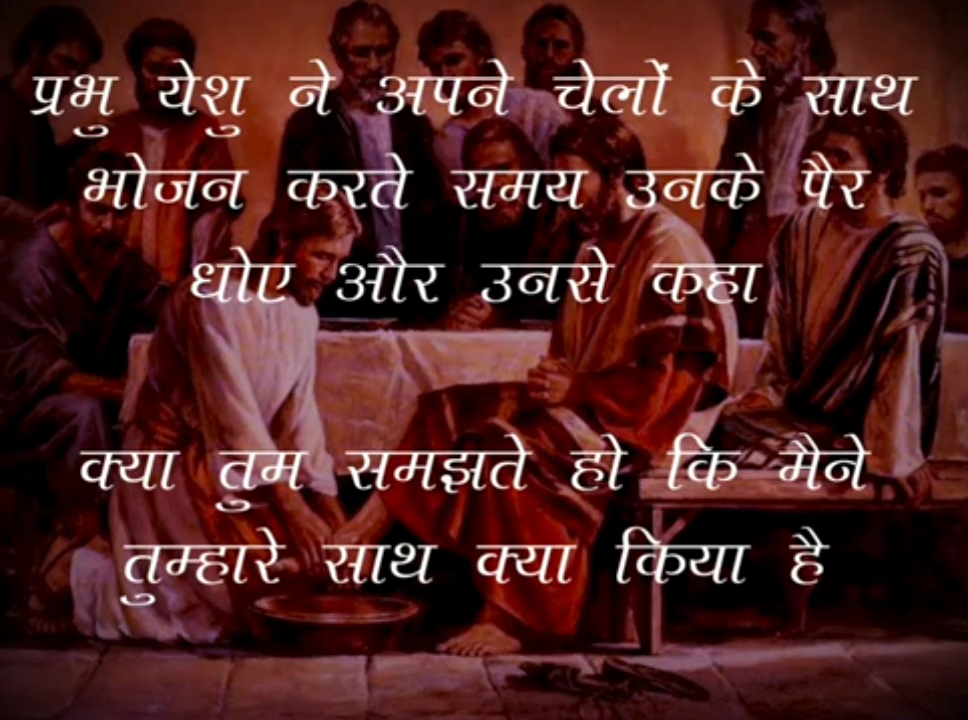 प्रभु येशु ने अपने चेलों के साथ
भोजन करते समय उनके पैर
धोए और उनसे कहा
क्या तुम समझते हो कि मैने
तुम्हारे साथ क्या किया है